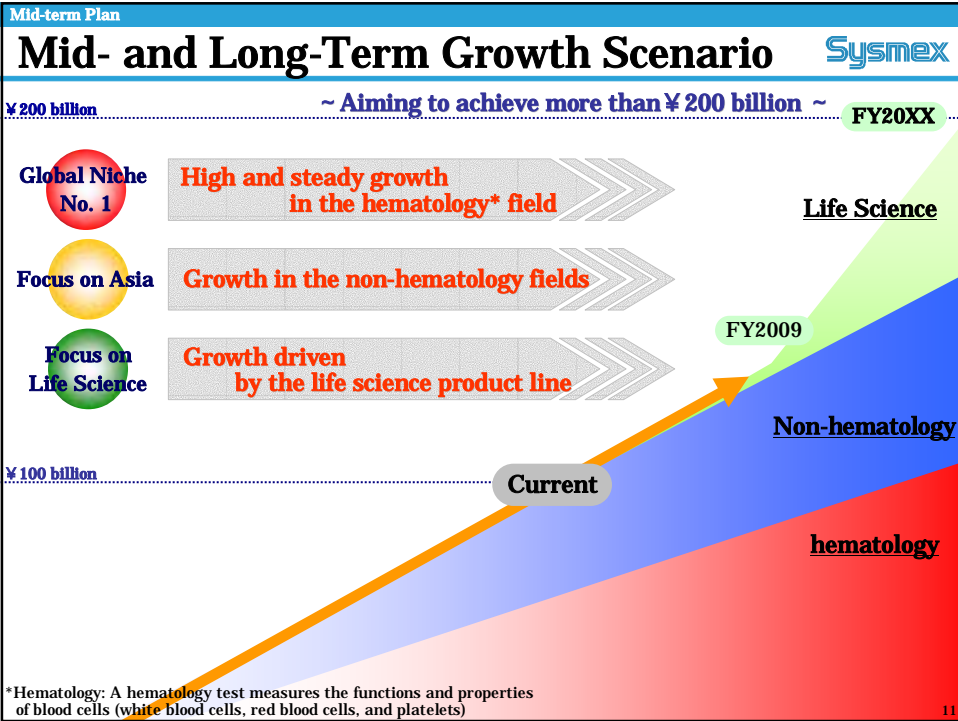 Mid-term Plan
Mid- and Long-Term Growth Scenario
Sysmex
¥200 billion
~ Aiming to achieve more than ¥200 billion ~
FY20XX
Global Niche
No. 1
High and steady growth
in the hematology* field
Life Science
Focus on Asia
Growth in the non-hematology fields
FY2009
Focus on
Life Science
Growth driven
by the life science product line
Non-hematology
¥100 billion
Current
hematology
*Hematology: A hematology test measures the functions and properties
of blood cells (white blood cells, red blood cells, and platelets)
11